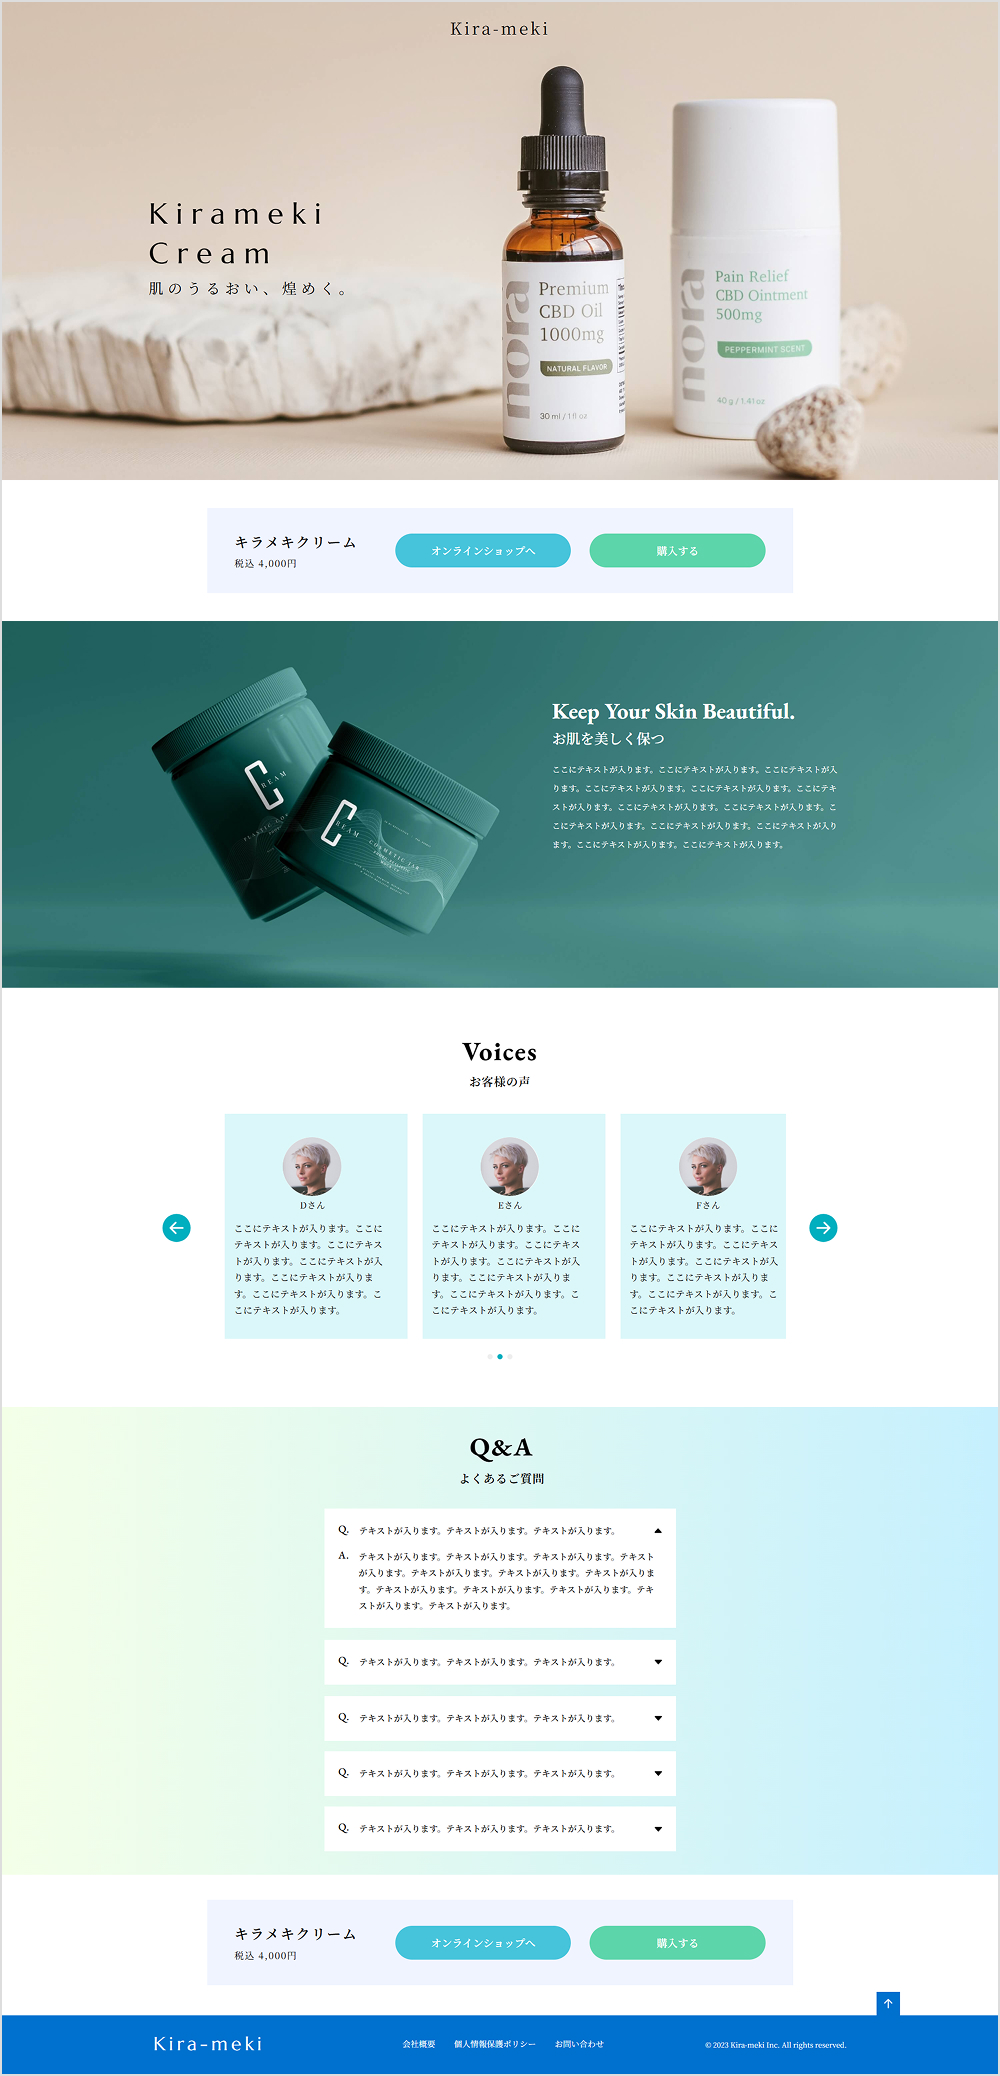 Kira-meki
Kirameki
Cream
肌のうるおい、煌めく。
nora
Premium
CBD Oil
1000mg
NATURAL FLAVOR
30 ml / 1 fl oz
nora
Pain Relief
CBD Ointment
500mg
PEPPERMINT SCENT
40 g / 1.41 oz
キラメキクリーム
税込 4,000円
オンラインショップへ
購入する
CREAM
CREAM
COSMETIC JAR
Keep Your Skin Beautiful.
お肌を美しく保つ
ここにテキストが入ります。ここにテキストが入ります。ここにテキストが入
ります。ここにテキストが入ります。ここにテキストが入ります。ここにテキ
ストが入ります。ここにテキストが入ります。ここにテキストが入ります。こ
こにテキストが入ります。ここにテキストが入ります。ここにテキストが入り
ます。ここにテキストが入ります。ここにテキストが入ります。
Voices
お客様の声
Dさん
ここにテキストが入ります。ここに
テキストが入ります。ここにテキス
トが入ります。ここにテキストが入
ります。ここにテキストが入りま
す。ここにテキストが入ります。こ
こにテキストが入ります。
Eさん
ここにテキストが入ります。ここに
テキストが入ります。ここにテキス
トが入ります。ここにテキストが入
ります。ここにテキストが入りま
す。ここにテキストが入ります。こ
こにテキストが入ります。
Fさん
ここにテキストが入ります。ここに
テキストが入ります。ここにテキス
トが入ります。ここにテキストが入
ります。ここにテキストが入りま
す。ここにテキストが入ります。こ
こにテキストが入ります。
Q&A
よくあるご質問
Q. テキストが入ります。テキストが入ります。テキストが入ります。
A. テキストが入ります。テキストが入ります。テキストが入ります。テキスト
が入ります。テキストが入ります。テキストが入ります。テキストが入りま
す。テキストが入ります。テキストが入ります。テキストが入ります。テキ
ストが入ります。テキストが入ります。
Q. テキストが入ります。テキストが入ります。テキストが入ります。
Q. テキストが入ります。テキストが入ります。テキストが入ります。
Q. テキストが入ります。テキストが入ります。テキストが入ります。
Q. テキストが入ります。テキストが入ります。テキストが入ります。
キラメキクリーム
税込 4,000円
オンラインショップへ
購入する
Kira-meki
会社概要
個人情報保護ポリシー
お問い合わせ
© 2023 Kira-meki Inc. All rights reserved.